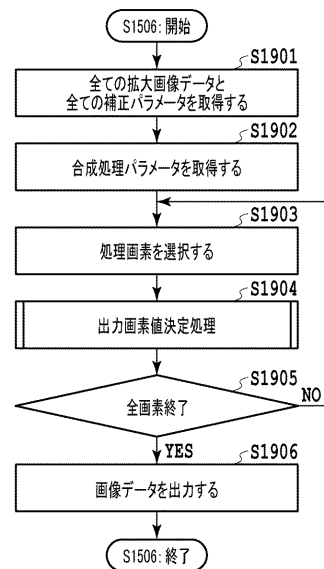 S1506:開始
S1901
全ての拡大画像データと
全ての補正パラメータを取得する
S1902
合成処理パラメータを取得する
S1903
処理画素を選択する
S1904
出力画素値決定処理
S1905
全画素終了
NO
YES
S1906
画像データを出力する
S1506:終了